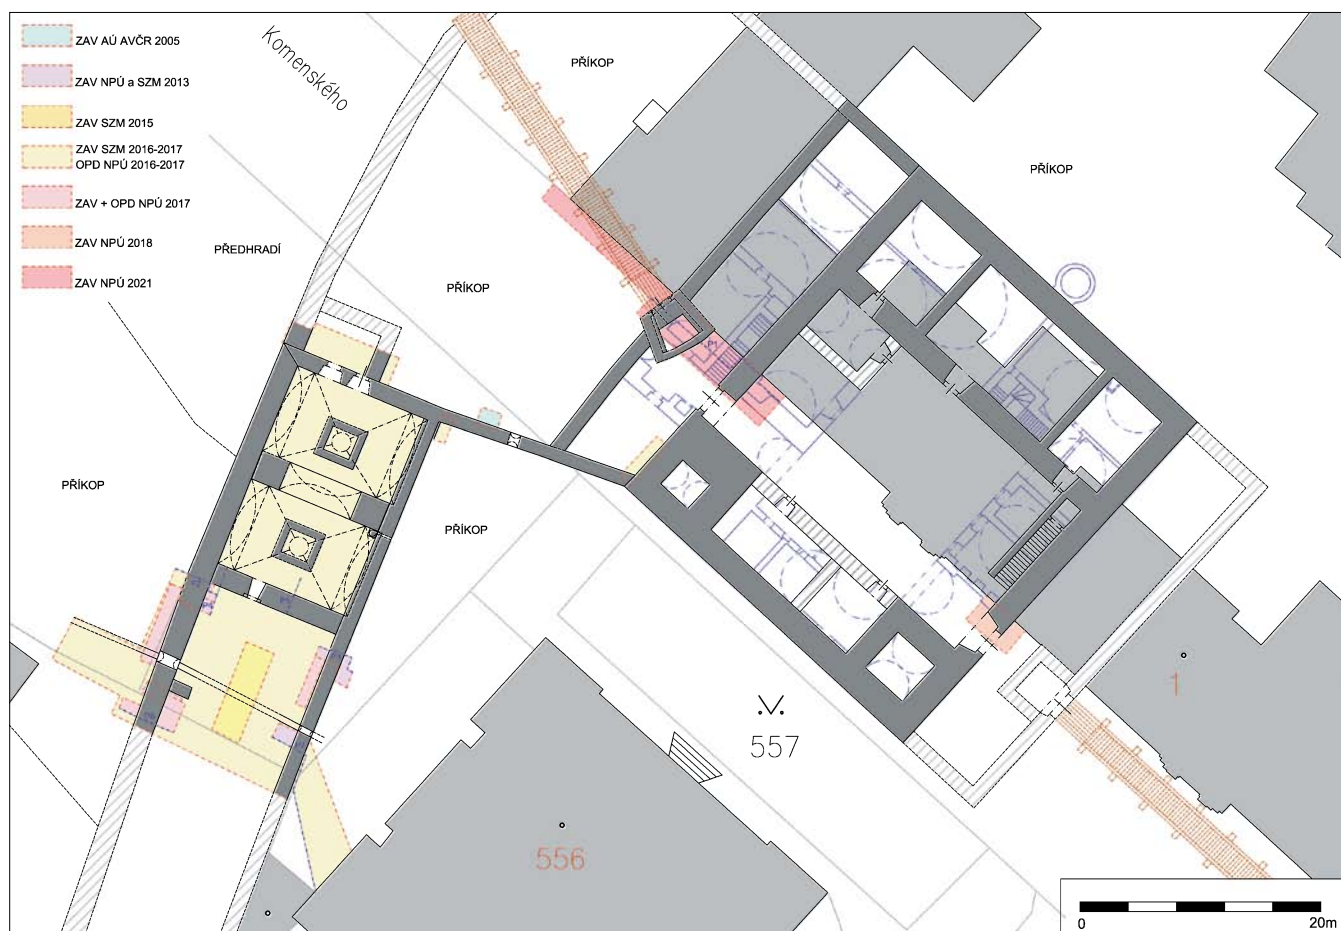 ZAV AÚ AVČR 2005
ZAV NPÚ a SZM 2013
ZAV SZM 2015
ZAV SZM 2016-2017
OPD NPÚ 2016-2017
ZAV + OPD NPÚ 2017
ZAV NPÚ 2018
ZAV NPÚ 2021
Komenského
PŘÍKOP
PŘÍKOP
PŘEDHRADÍ
PŘÍKOP
PŘÍKOP
PŘÍKOP
1
557
556
0
20m